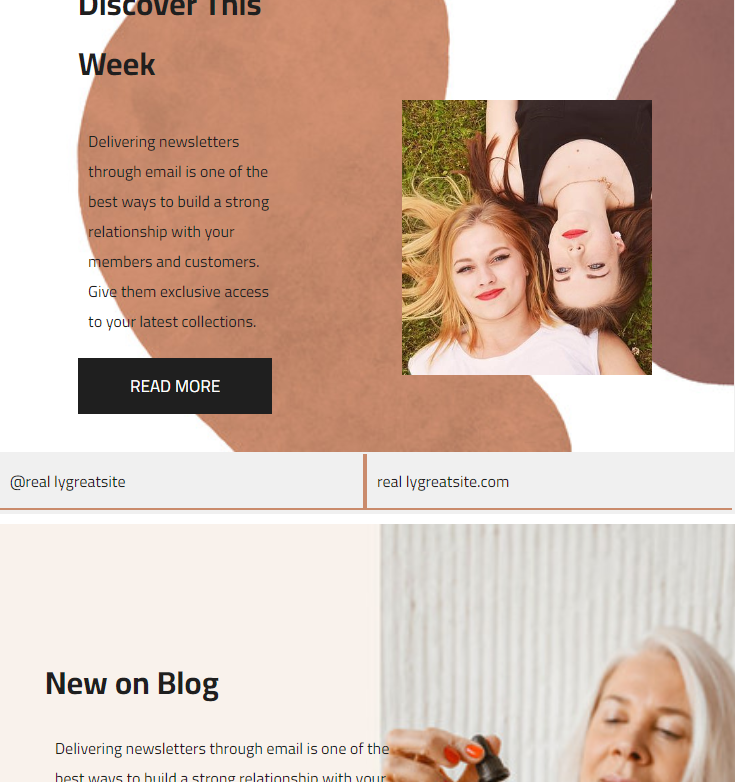 Discover This
Week
Delivering newsletters
through email is one of the
best ways to build a strong
relationship with your
members and customers.
Give them exclusive access
to your latest collections.
READ MORE
@real lygreatsite
real lygreatsite.com
New on Blog
Delivering newsletters through email is one of the
best ways to build a strong relationship with your